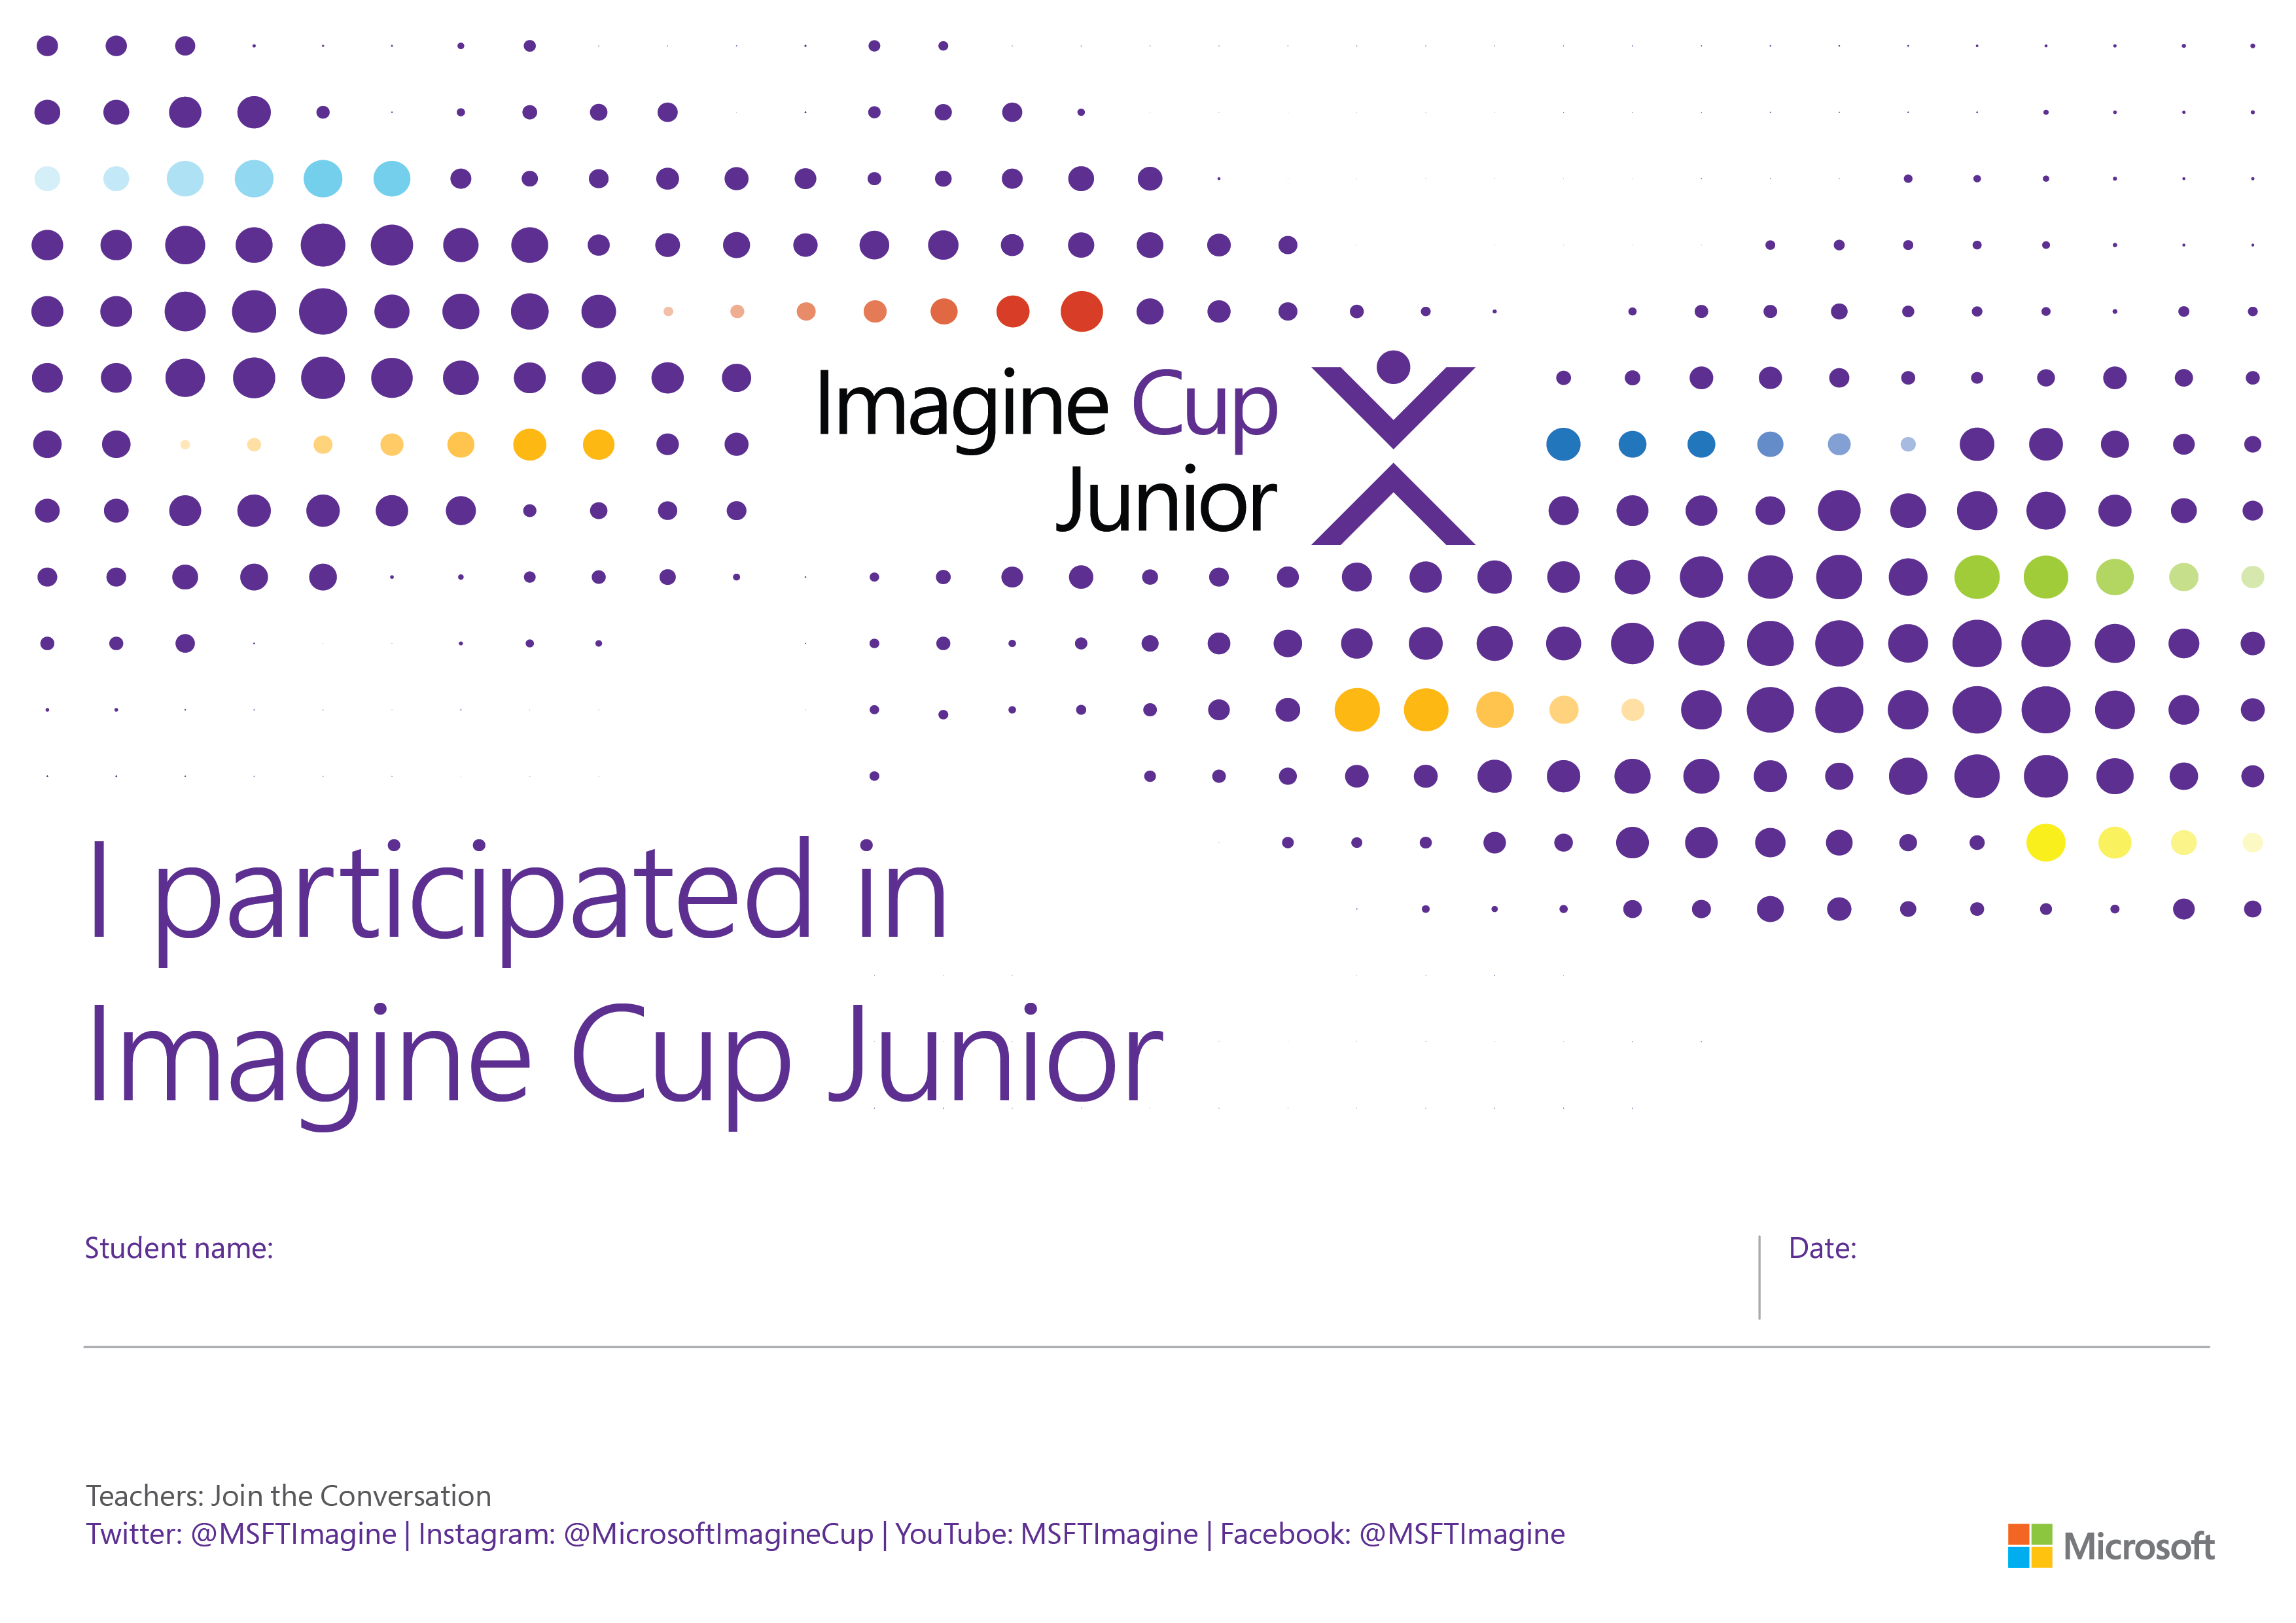 Imagine Cup
Junior
I participated in
Imagine Cup Junior
Student name:
Date:
Teachers: Join the Conversation
Twitter: @MSFTImagine | Instagram: @MicrosoftImagineCup | YouTube: MSFTImagine | Facebook: @MSFTImagine
Microsoft